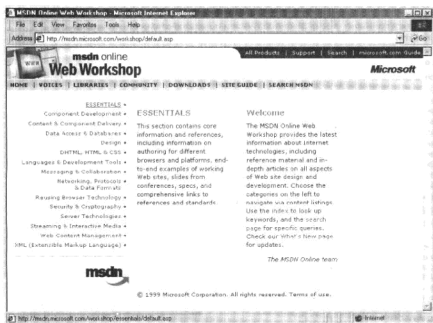 MSDN Online Web Workshop - Microsoft Internet Explorer
File Edit View Favorites Tools Help
Address http://msdn.microsoft.com/workshop/default.asp Go
All Products | Support | Search | microsoft.com Guide
msdn online
Web Workshop
Microsoft
HOME | VOICES | LIBRARIES | COMMUNITY | DOWNLOADS | SITE GUIDE | SEARCH MSDN
ESSENTIALS
Component Development
Content & Component Delivery
Data Access & Databases
Design
DHTML, HTML & CSS
Languages & Development Tools
Messaging & Collaboration
Networking, Protocols
& Data Formats
Reusing Browser Technology
Security & Cryptography
Server Technologies
Streaming & Interactive Media
Web Content Management
XML (Extensible Markup Language)
msdn
ESSENTIALS
This section contains core
information and references,
including information on
authoring for different
browsers and platforms, end-
to-end examples of working
Web sites, slides from
conferences, specs, and
comprehensive links to
references and standards.
Welcome
The MSDN Online Web
Workshop provides the latest
information about Internet
technologies, including
reference material and in-
depth articles on all aspects
of Web site design and
development. Choose the
categories on the left to
navigate via content listings.
Use the index to look up
keywords, and the search
page for specific queries.
Check our What's New page
for updates.
The MSDN Online team
© 1999 Microsoft Corporation. All rights reserved. Terms of use.
http://msdn.microsoft.com/workshop/essentials/default.asp
Internet